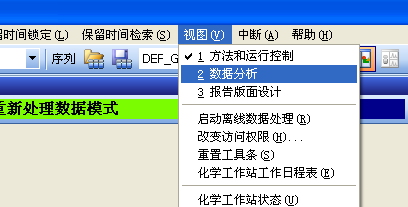 留时间锁定(L) 保留时间检索(S) 视图(V) 中断(A) 帮助(H)
序列 DEF_G
1 方法和运行控制
2 数据分析
3 报告版面设计
重新处理数据模式
启动离线数据处理(R)
改变访问权限(H)...
重置工具条(S)
化学工作站工作日程表(E)
化学工作站状态(U)